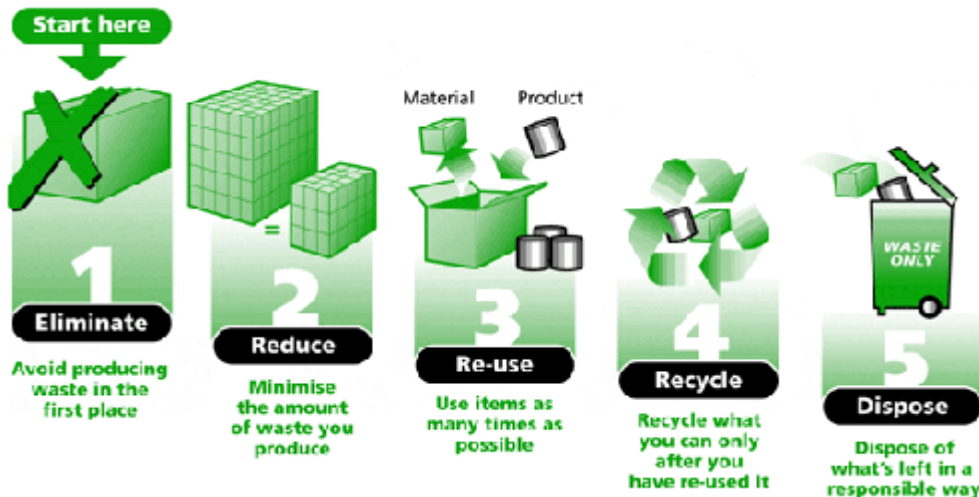 Start here
1
Eliminate
Avoid producing
waste in the
first place
=
2
Reduce
Minimise
the amount
of waste you
produce
Material Product
3
Re-use
Use items as
many times as
possible
4
Recycle
Recycle what
you can only
after you
have re-used it
WASTE
ONLY
5
Dispose
Dispose of
what's left in a
responsible way